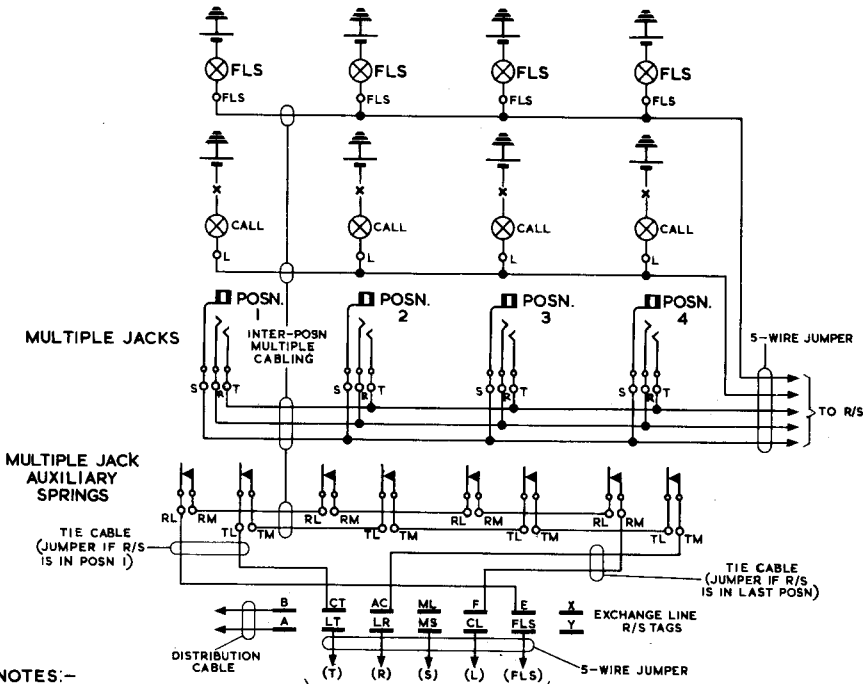 FLS FLS FLS FLS
FLS FLS FLS FLS
CALL CALL CALL CALL
L L L L
POSN. 1 POSN. 2 POSN. 3 POSN. 4
MULTIPLE JACKS
INTER-POSN
MULTIPLE
CABLING
5-WIRE JUMPER
S R T S R T S R T S R T
TO R/S
MULTIPLE JACK
AUXILIARY
SPRINGS
RL RM RL RM RL RM RL RM
TL TM TL TM TL TM TL TM
TIE CABLE
(JUMPER IF R/S
IS IN POSN 1)
TIE CABLE
(JUMPER IF R/S
IS IN LAST POSN)
B CT AC ML F E X
A LT LR MS CL FLS Y
EXCHANGE LINE
R/S TAGS
DISTRIBUTION
CABLE
(T) (R) (S) (L) (FLS)
5-WIRE JUMPER
NOTES:-